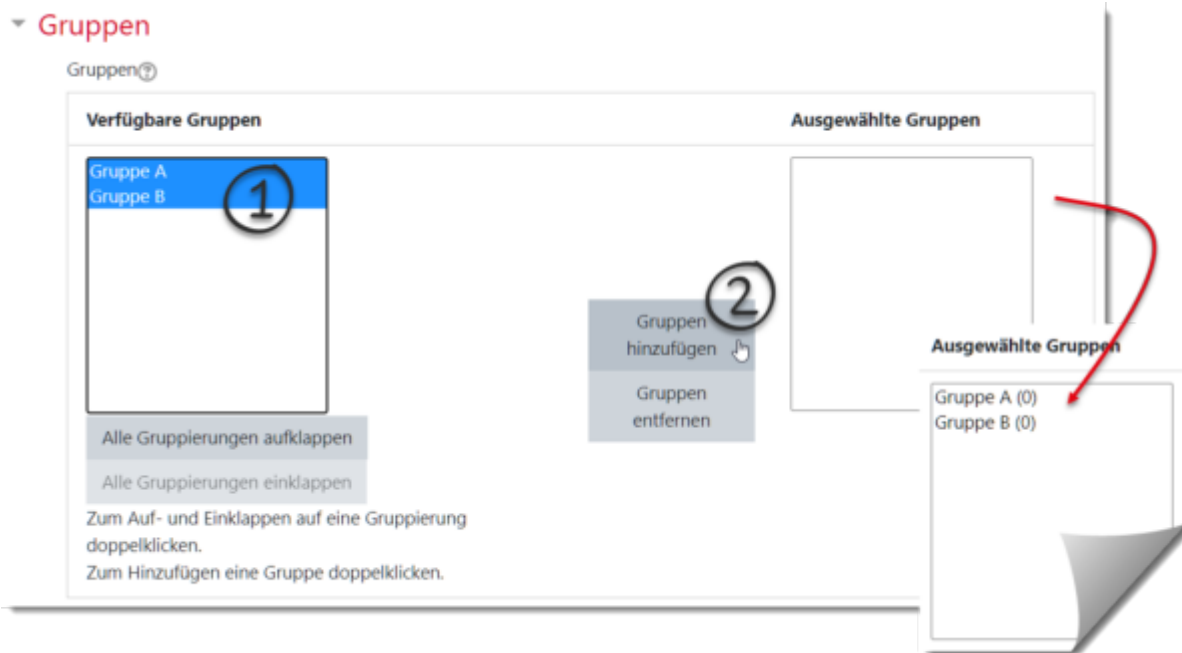 Gruppen
Gruppen?
Verfügbare Gruppen
Ausgewählte Gruppen
Gruppe A
Gruppe B
1
2
Gruppen
hinzufügen
Gruppen
entfernen
Ausgewählte Gruppen
Gruppe A (0)
Gruppe B (0)
Alle Gruppierungen aufklappen
Alle Gruppierungen einklappen
Zum Auf- und Einklappen auf eine Gruppierung
doppelklicken.
Zum Hinzufügen eine Gruppe doppelklicken.